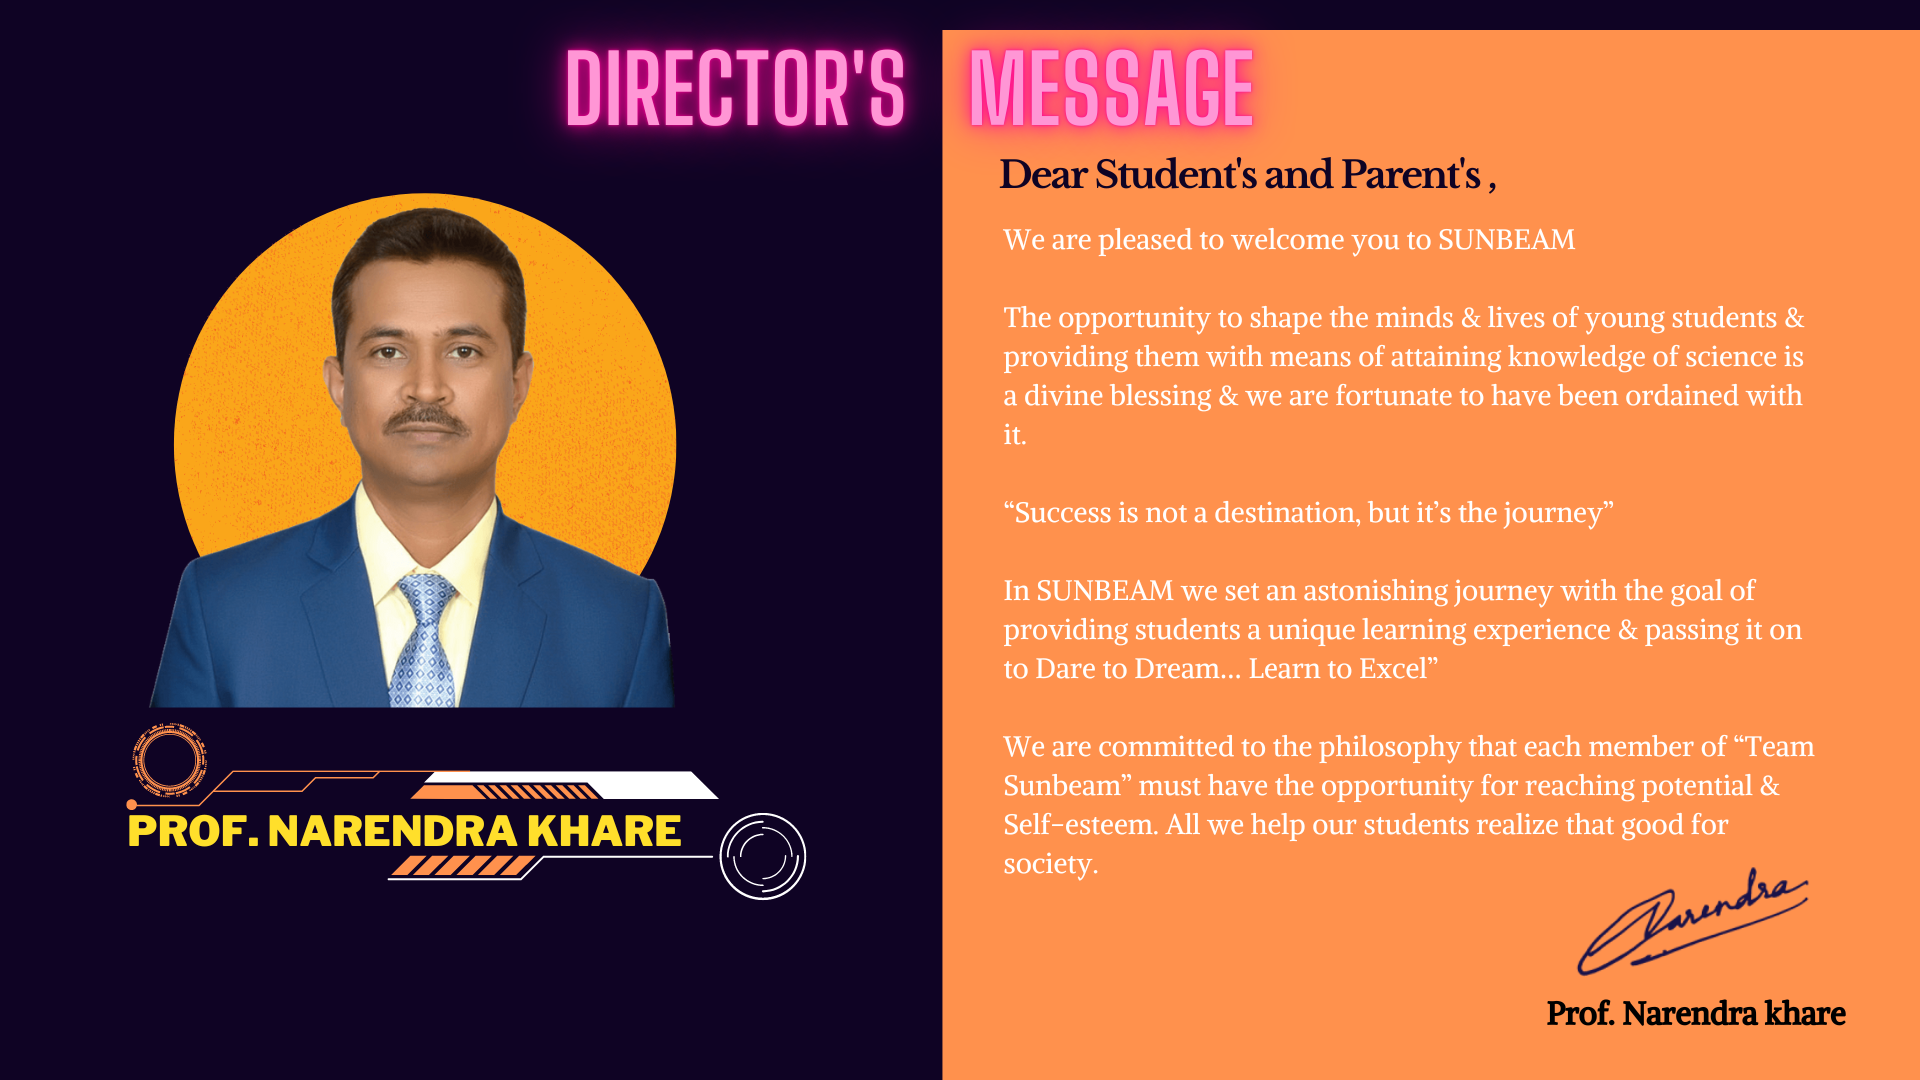 DIRECTOR'S MESSAGE
Dear Student's and Parent's ,
We are pleased to welcome you to SUNBEAM
The opportunity to shape the minds & lives of young students &
providing them with means of attaining knowledge of science is
a divine blessing & we are fortunate to have been ordained with
it.
“Success is not a destination, but it’s the journey”
In SUNBEAM we set an astonishing journey with the goal of
providing students a unique learning experience & passing it on
to Dare to Dream... Learn to Excel”
We are committed to the philosophy that each member of “Team
Sunbeam” must have the opportunity for reaching potential &
Self-esteem. All we help our students realize that good for
society.
Narendra
Prof. Narendra khare
PROF. NARENDRA KHARE